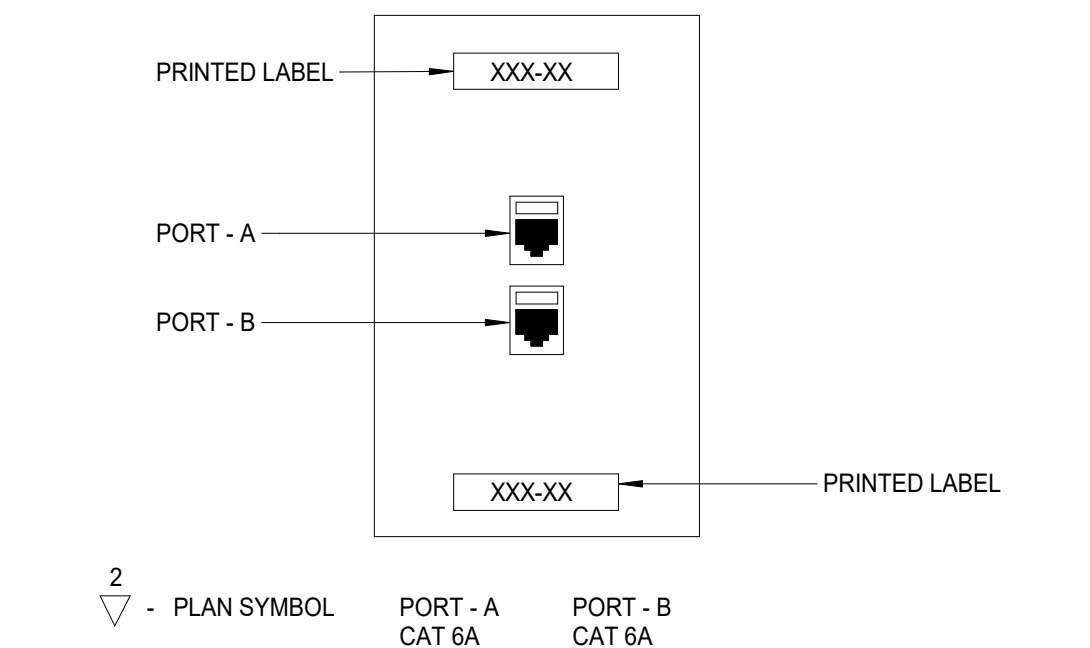 PRINTED LABEL
XXX-XX
PORT - A
PORT - B
XXX-XX
PRINTED LABEL
2
- PLAN SYMBOL PORT - A PORT - B
CAT 6A CAT 6A